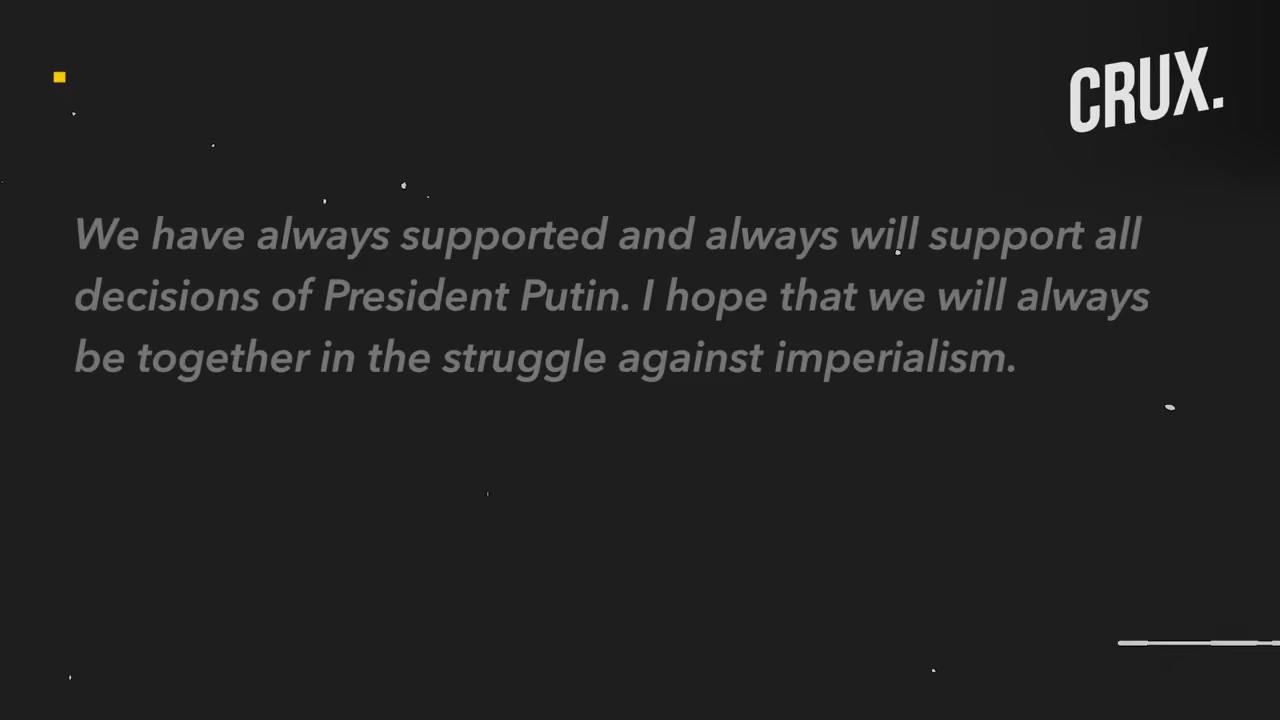 CRUX.
We have always supported and always will support all
decisions of President Putin. I hope that we will always
be together in the struggle against imperialism.